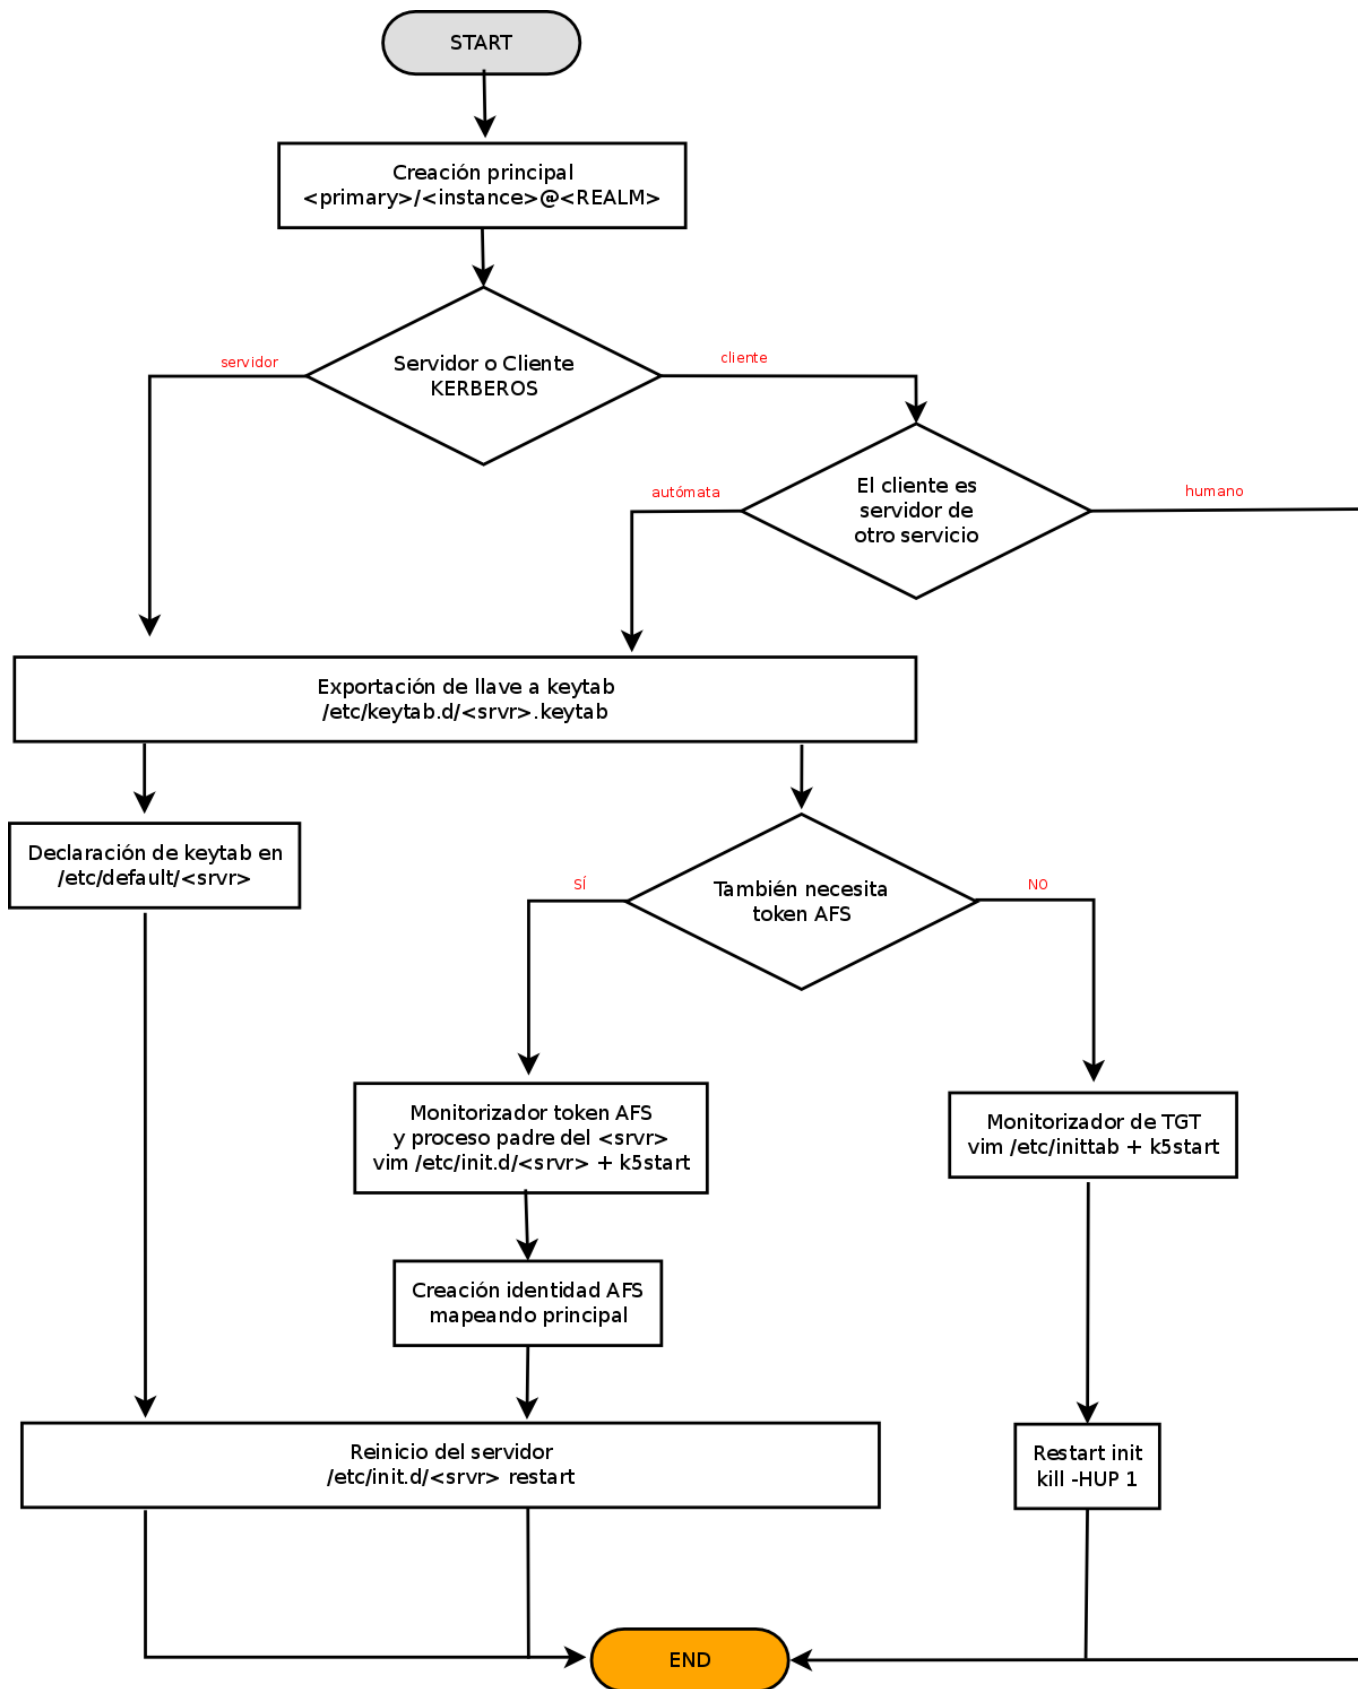 START
Creación principal
<primary>/<instance>@<REALM>
servidor
Servidor o Cliente
KERBEROS
cliente
autómata
El cliente es
servidor de
otro servicio
humano
Exportación de llave a keytab
/etc/keytab.d/<srvr>.keytab
Declaración de keytab en
/etc/default/<srvr>
SÍ
También necesita
token AFS
NO
Monitorizador token AFS
y proceso padre del <srvr>
vim /etc/init.d/<srvr> + k5start
Monitorizador de TGT
vim /etc/inittab + k5start
Creación identidad AFS
mapeando principal
Reinicio del servidor
/etc/init.d/<srvr> restart
Restart init
kill -HUP 1
END